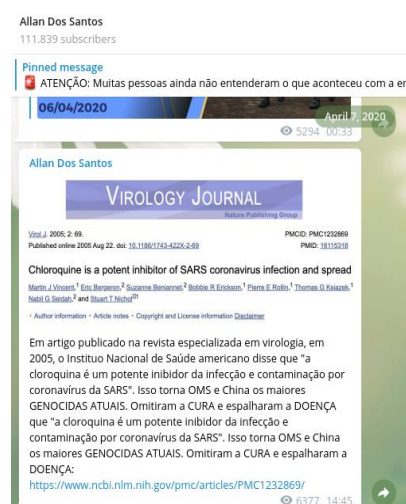 Allan Dos Santos
111.839 subscribers
Pinned message
🚨 ATENÇÃO: Muitas pessoas ainda não entenderam o que aconteceu com a
06/04/2020
April 7, 2020
5294 00:33
Allan Dos Santos
VIROLOGY JOURNAL
Nature Publishing Group
Virol J. 2005; 2: 69.
PMCID: PMC1232869
Published online 2005 Aug 22. doi: 10.1186/1743-422X-2-69
PMID: 16115318
Chloroquine is a potent inhibitor of SARS coronavirus infection and spread
Martin J Vincent,1 Eric Bergeron,2 Suzanne Benjannet,2 Bobbie R Erickson,1 Pierre E Rollin,1 Thomas G Ksiazek,1
Nabil G Seidah,2 and Stuart T Nichol
Author information Article notes Copyright and License information Disclaimer
Em artigo publicado na revista especializada em virologia, em
2005, o Instituo Nacional de Saúde americano disse que "a
cloroquina é um potente inibidor da infecção e contaminação por
coronavírus da SARS". Isso torna OMS e China os maiores
GENOCIDAS ATUAIS. Omitiram a CURA e espalharam a DOENÇA
que "a cloroquina é um potente inibidor da infecção e
contaminação por coronavírus da SARS". Isso torna OMS e China
os maiores GENOCIDAS ATUAIS. Omitiram a CURA e espalharam a
DOENÇA:
https://www.ncbi.nlm.nih.gov/pmc/articles/PMC1232869/
6377 14:45